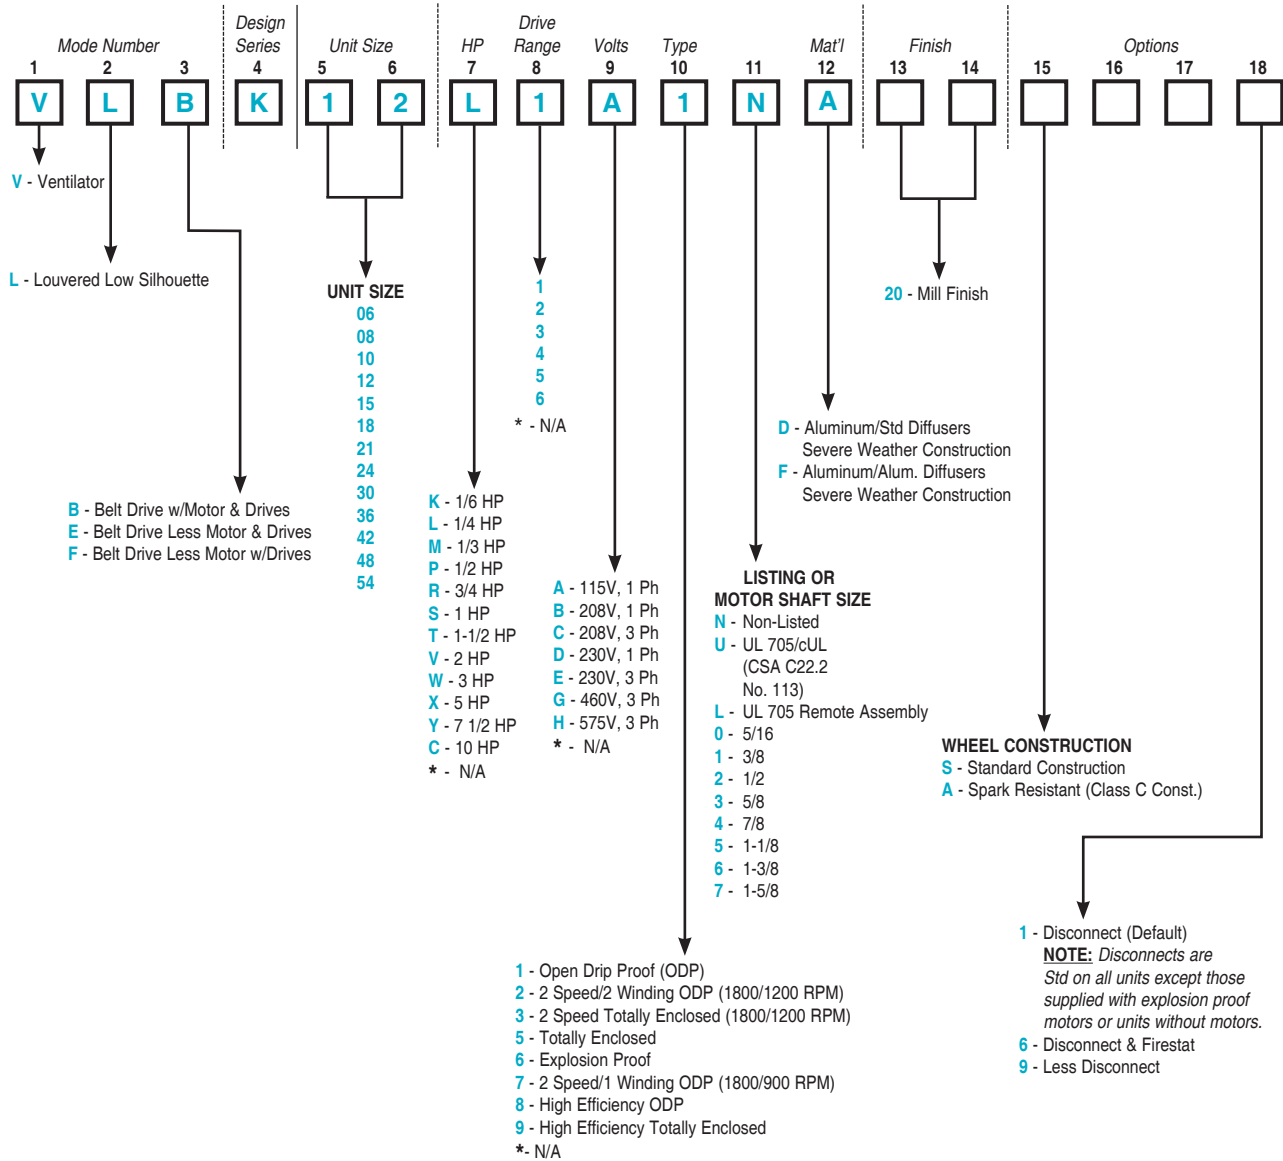 Mode Number
Design Series
Unit Size
HP
Drive Range
Volts
Type
Mat'l
Finish
Options
1 2 3 4 5 6 7 8 9 10 11 12 13 14 15 16 17 18
V L B K 1 2 L 1 A 1 N A
V - Ventilator
L - Louvered Low Silhouette
B - Belt Drive w/Motor & Drives
E - Belt Drive Less Motor & Drives
F - Belt Drive Less Motor w/Drives
UNIT SIZE
06
08
10
12
15
18
21
24
30
36
42
48
54
K - 1/6 HP
L - 1/4 HP
M - 1/3 HP
P - 1/2 HP
R - 3/4 HP
S - 1 HP
T - 1-1/2 HP
V - 2 HP
W - 3 HP
X - 5 HP
Y - 7 1/2 HP
C - 10 HP
* - N/A
1
2
3
4
5
6
* - N/A
A - 115V, 1 Ph
B - 208V, 1 Ph
C - 208V, 3 Ph
D - 230V, 1 Ph
E - 230V, 3 Ph
G - 460V, 3 Ph
H - 575V, 3 Ph
* - N/A
1 - Open Drip Proof (ODP)
2 - 2 Speed/2 Winding ODP (1800/1200 RPM)
3 - 2 Speed Totally Enclosed (1800/1200 RPM)
5 - Totally Enclosed
6 - Explosion Proof
7 - 2 Speed/1 Winding ODP (1800/900 RPM)
8 - High Efficiency ODP
9 - High Efficiency Totally Enclosed
*- N/A
LISTING OR
MOTOR SHAFT SIZE
N - Non-Listed
U - UL 705/cUL
(CSA C22.2
No. 113)
L - UL 705 Remote Assembly
0 - 5/16
1 - 3/8
2 - 1/2
3 - 5/8
4 - 7/8
5 - 1-1/8
6 - 1-3/8
7 - 1-5/8
D - Aluminum/Std Diffusers
Severe Weather Construction
F - Aluminum/Alum. Diffusers
Severe Weather Construction
20 - Mill Finish
WHEEL CONSTRUCTION
S - Standard Construction
A - Spark Resistant (Class C Const.)
1 - Disconnect (Default)
NOTE: Disconnects are
Std on all units except those
supplied with explosion proof
motors or units without motors.
6 - Disconnect & Firestat
9 - Less Disconnect